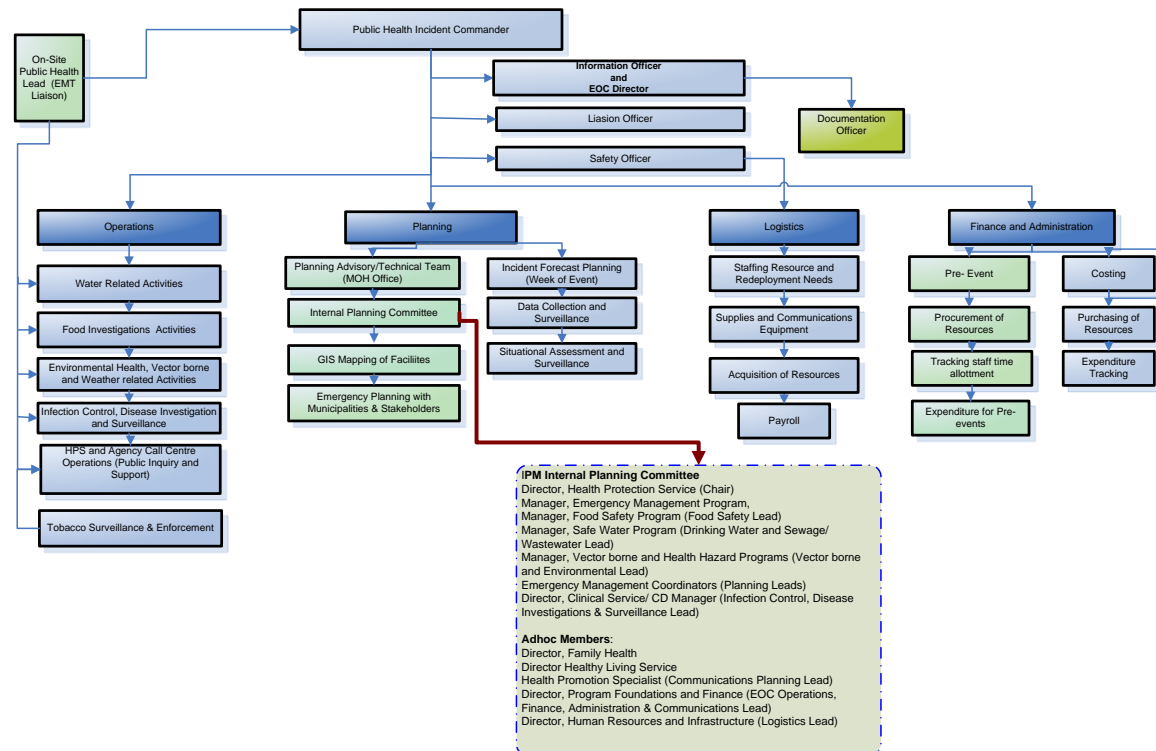 Public Health Incident Commander
On-Site
Public Health
Lead (EMT
Liaison)
Information Officer
and
EOC Director
Documentation
Officer
Liasion Officer
Safety Officer
Operations
Planning
Logistics
Finance and Administration
Water Related Activities
Food Investigations Activities
Environmental Health, Vector borne
and Weather related Activities
Infection Control, Disease Investigation
and Surveillance
HPS and Agency Call Centre
Operations (Public Inquiry and
Support)
Tobacco Surveillance & Enforcement
Planning Advisory/Technical Team
(MOH Office)
Internal Planning Committee
GIS Mapping of Faciliites
Emergency Planning with
Municipalities & Stakeholders
Incident Forecast Planning
(Week of Event)
Data Collection and
Surveillance
Situational Assessment and
Surveillance
Staffing Resource and
Redeployment Needs
Supplies and Communications
Equipment
Acquisition of Resources
Payroll
Pre- Event
Procurement of
Resources
Tracking staff time
allottment
Expenditure for Pre-
events
Costing
Purchasing of
Resources
Expenditure
Tracking
IPM Internal Planning Committee
Director, Health Protection Service (Chair)
Manager, Emergency Management Program,
Manager, Food Safety Program (Food Safety Lead)
Manager, Safe Water Program (Drinking Water and Sewage/
Wastewater Lead)
Manager, Vector borne and Health Hazard Programs (Vector borne
and Environmental Lead)
Emergency Management Coordinators (Planning Leads)
Director, Clinical Service/ CD Manager (Infection Control, Disease
Investigations & Surveillance Lead)
Adhoc Members:
Director, Family Health
Director Healthy Living Service
Health Promotion Specialist (Communications Planning Lead)
Director, Program Foundations and Finance (EOC Operations,
Finance, Administration & Communications Lead)
Director, Human Resources and Infrastructure (Logistics Lead)